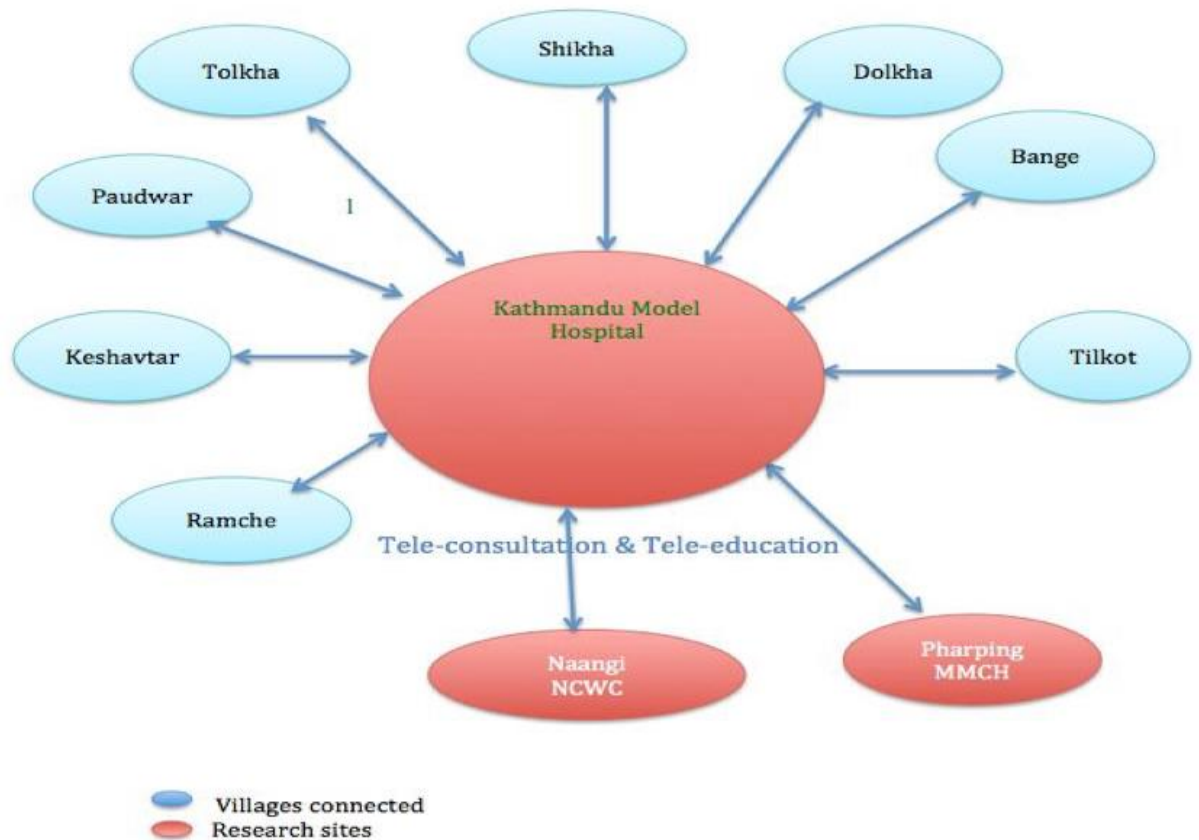 Shikha
Tolkha
Dolkha
Bange
Paudwar
l
Kathmandu Model
Hospital
Keshavtar
Tilkot
Ramche
Tele-consultation & Tele-education
Naangi
NCWC
Pharping
MMCH
Villages connected
Research sites